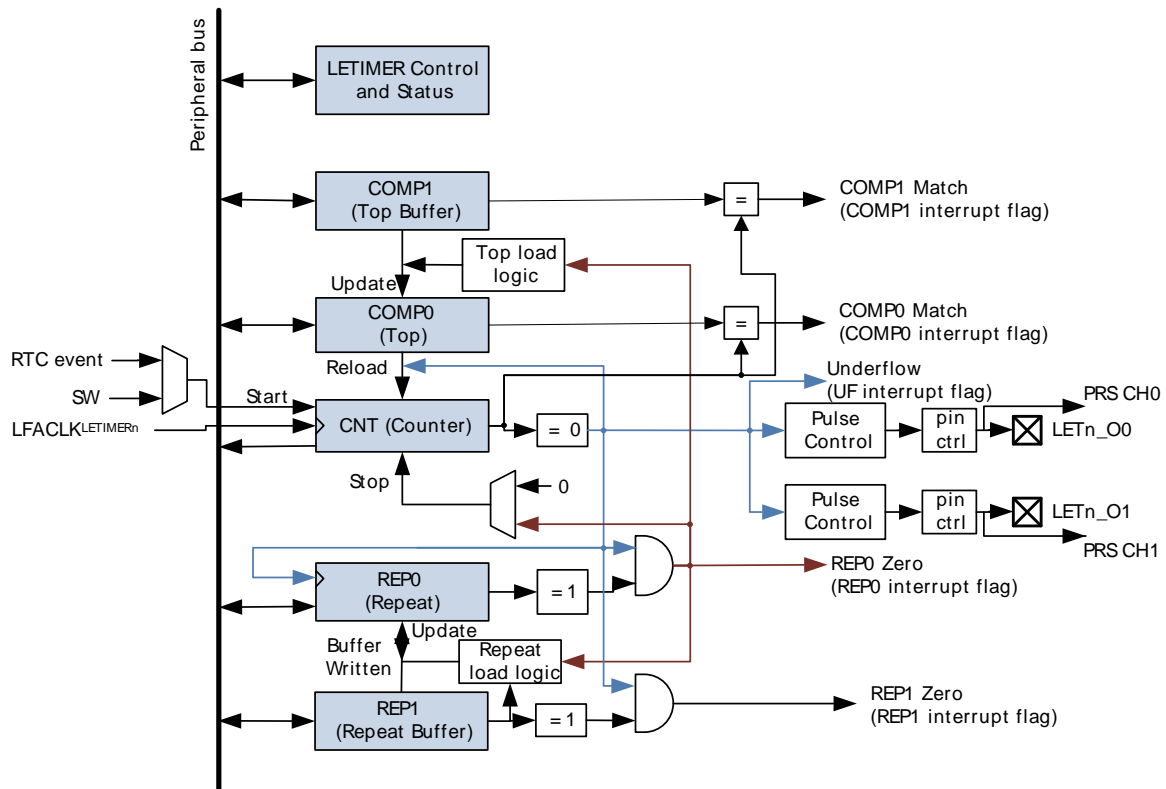 Peripheral bus
LETIMER Control
and Status
COMP1
(Top Buffer)
=
COMP1 Match
(COMP1 interrupt flag)
Top load
logic
Update
COMP0
(Top)
=
COMP0 Match
(COMP0 interrupt flag)
RTC event
SW
LFACLK LETIMERn
Start
Reload
CNT (Counter)
= 0
Underflow
(UF interrupt flag)
Pulse
Control
pin
ctrl
PRS CH0
LETn_O0
Stop
0
Pulse
Control
pin
ctrl
LETn_O1
PRS CH1
REP0
(Repeat)
= 1
REP0 Zero
(REP0 interrupt flag)
Update
Buffer
Written
Repeat
load logic
REP1
(Repeat Buffer)
= 1
REP1 Zero
(REP1 interrupt flag)